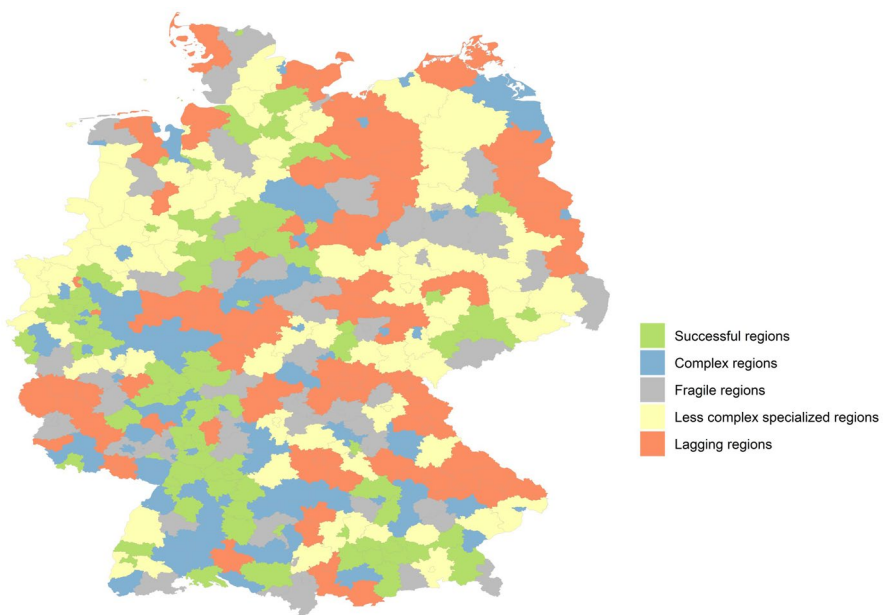 Successful regions
Complex regions
Fragile regions
Less complex specialized regions
Lagging regions